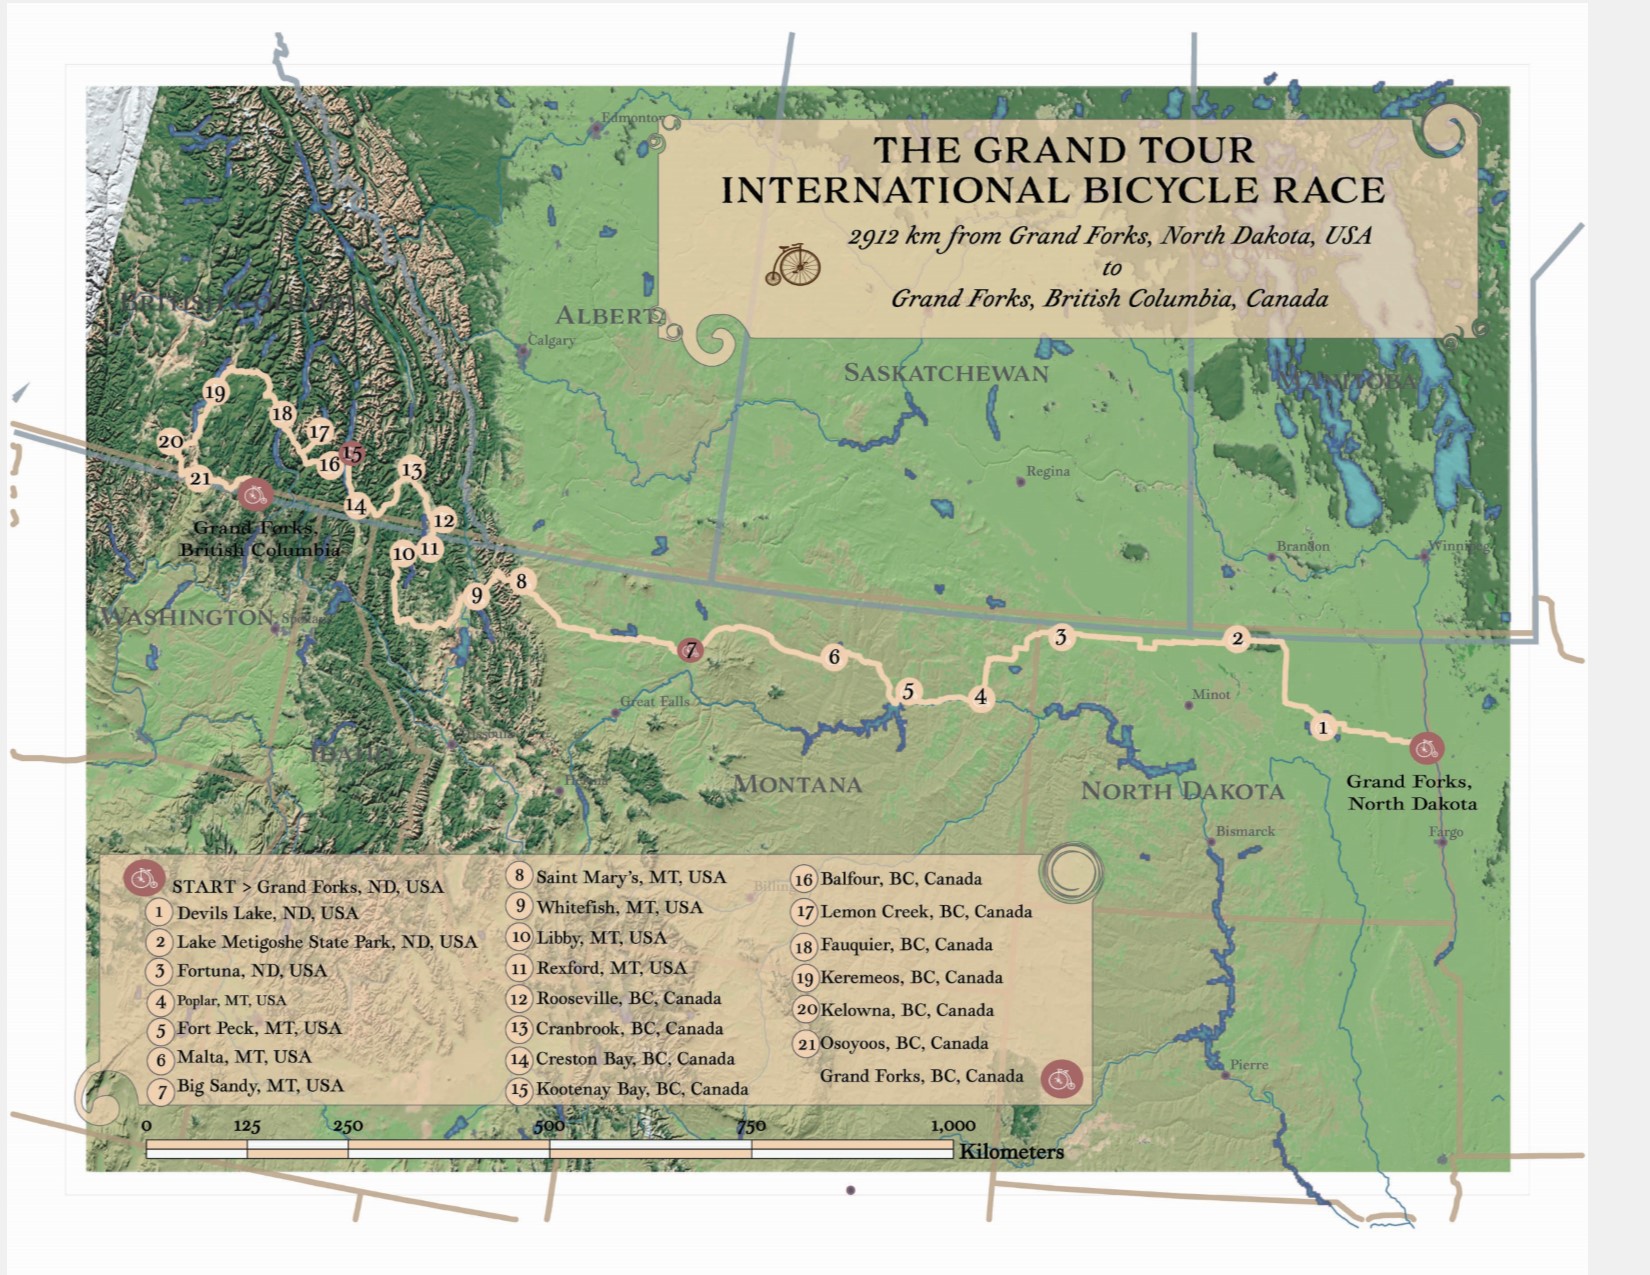 Edmonton
THE GRAND TOUR
INTERNATIONAL BICYCLE RACE
2912 km from Grand Forks, North Dakota, USA
to
Grand Forks, British Columbia, Canada
BRITISH COLUMBIA
ALBERTA
Calgary
SASKATCHEWAN
MANITOBA
19
18
17
20
15
16
13
21
14
12
Regina
Grand Forks,
British Columbia
10
11
Brandon
Winnipeg
8
9
WASHINGTON
Spokane
7
6
3
2
5
4
Minot
1
Great Falls
Missoula
IDAHO
Helena
MONTANA
NORTH DAKOTA
Grand Forks,
North Dakota
Bismarck
Fargo
START > Grand Forks, ND, USA
1 Devils Lake, ND, USA
2 Lake Metigoshe State Park, ND, USA
3 Fortuna, ND, USA
4 Poplar, MT, USA
5 Fort Peck, MT, USA
6 Malta, MT, USA
7 Big Sandy, MT, USA
8 Saint Mary's, MT, USA
9 Whitefish, MT, USA
10 Libby, MT, USA
11 Rexford, MT, USA
12 Rooseville, BC, Canada
13 Cranbrook, BC, Canada
14 Creston Bay, BC, Canada
15 Kootenay Bay, BC, Canada
16 Balfour, BC, Canada
17 Lemon Creek, BC, Canada
18 Fauquier, BC, Canada
19 Keremeos, BC, Canada
20 Kelowna, BC, Canada
21 Osoyoos, BC, Canada
Grand Forks, BC, Canada
Pierre
0 125 250 500 750 1,000
Kilometers